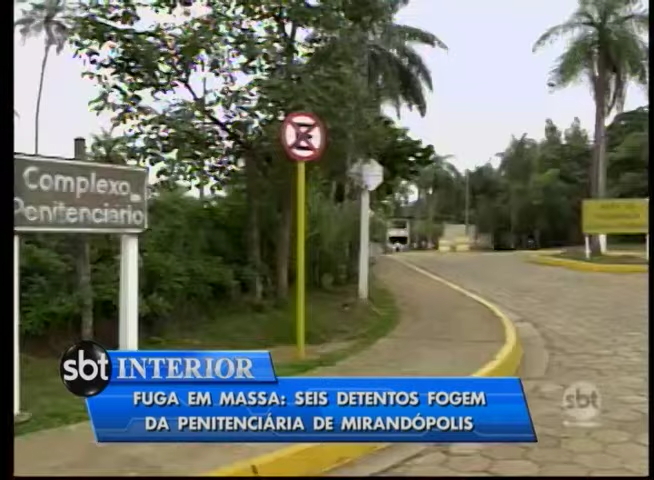 Complexo
Penitenciário
sbt INTERIOR
FUGA EM MASSA: SEIS DETENTOS FOGEM
DA PENITENCIÁRIA DE MIRANDÓPOLIS
sbt